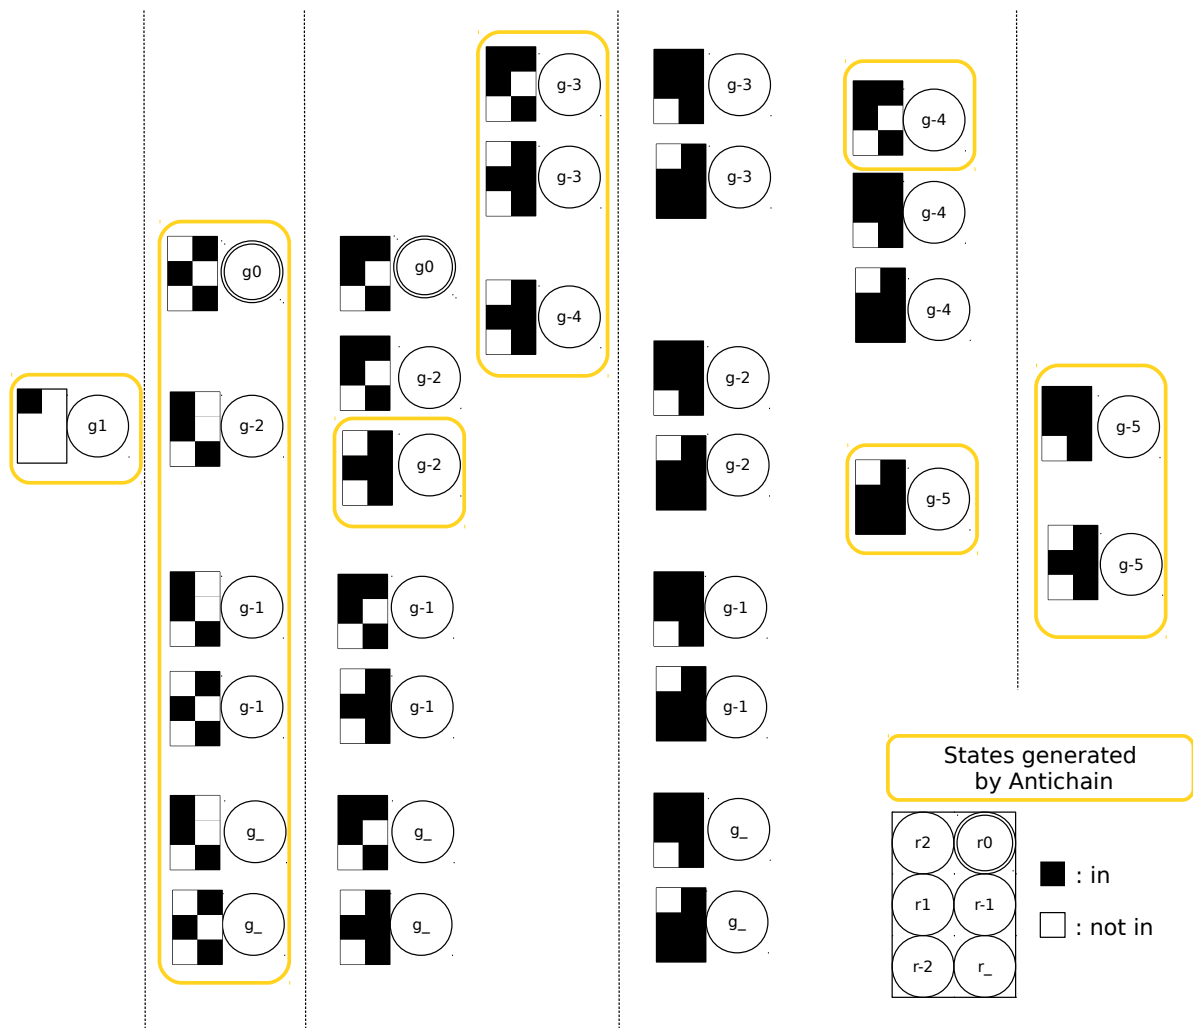 g-3
g-3
g-4
g-3
g-3
g-4
g-4
g-4
g0
g0
g-2
g-2
g-2
g-2
g-2
g1
g-5
g-5
g-5
g-1
g-1
g-1
g-1
g-1
g-1
g_
g_
g_
g_
g_
g_
States generated
by Antichain
r2 r0
r1 r-1
r-2 r_
: in
: not in